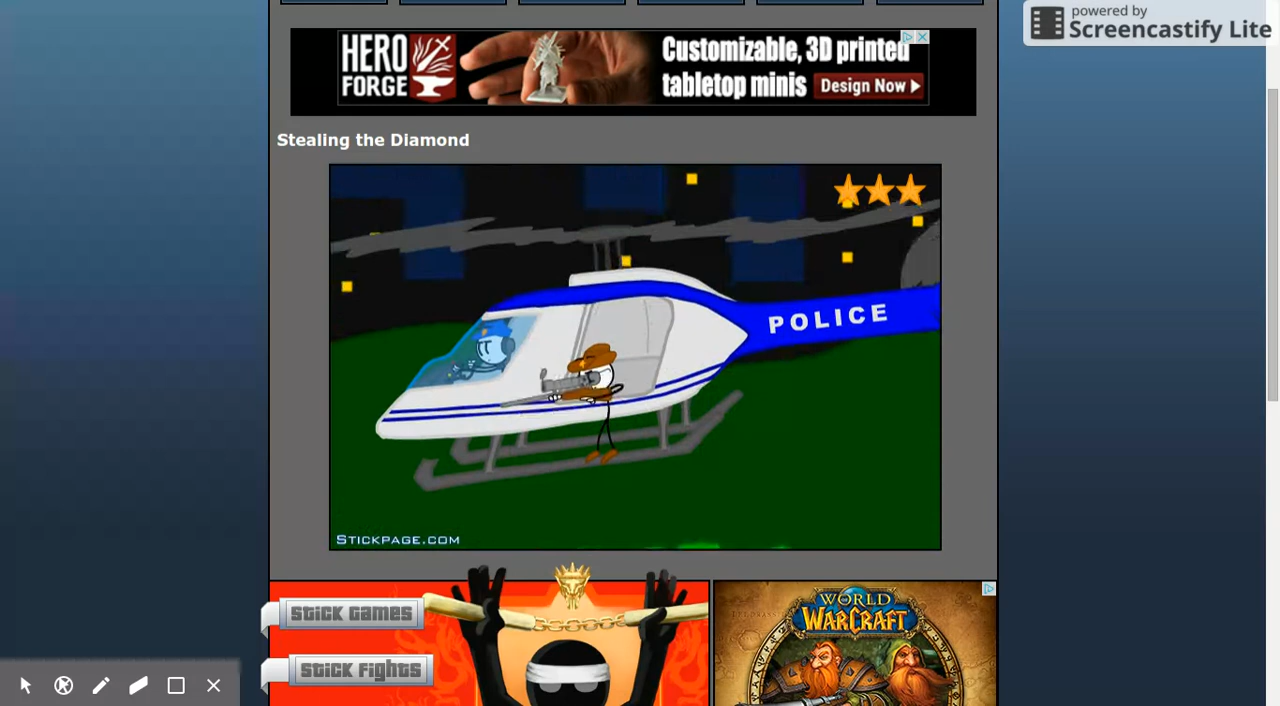 powered by
Screencastify Lite
HERO
FORGE
Customizable, 3D printed
tabletop minis
Design Now
Stealing the Diamond
POLICE
STICKPAGE.COM
STICK GAMES
STICK FIGHTS
WORLD
WARCRAFT